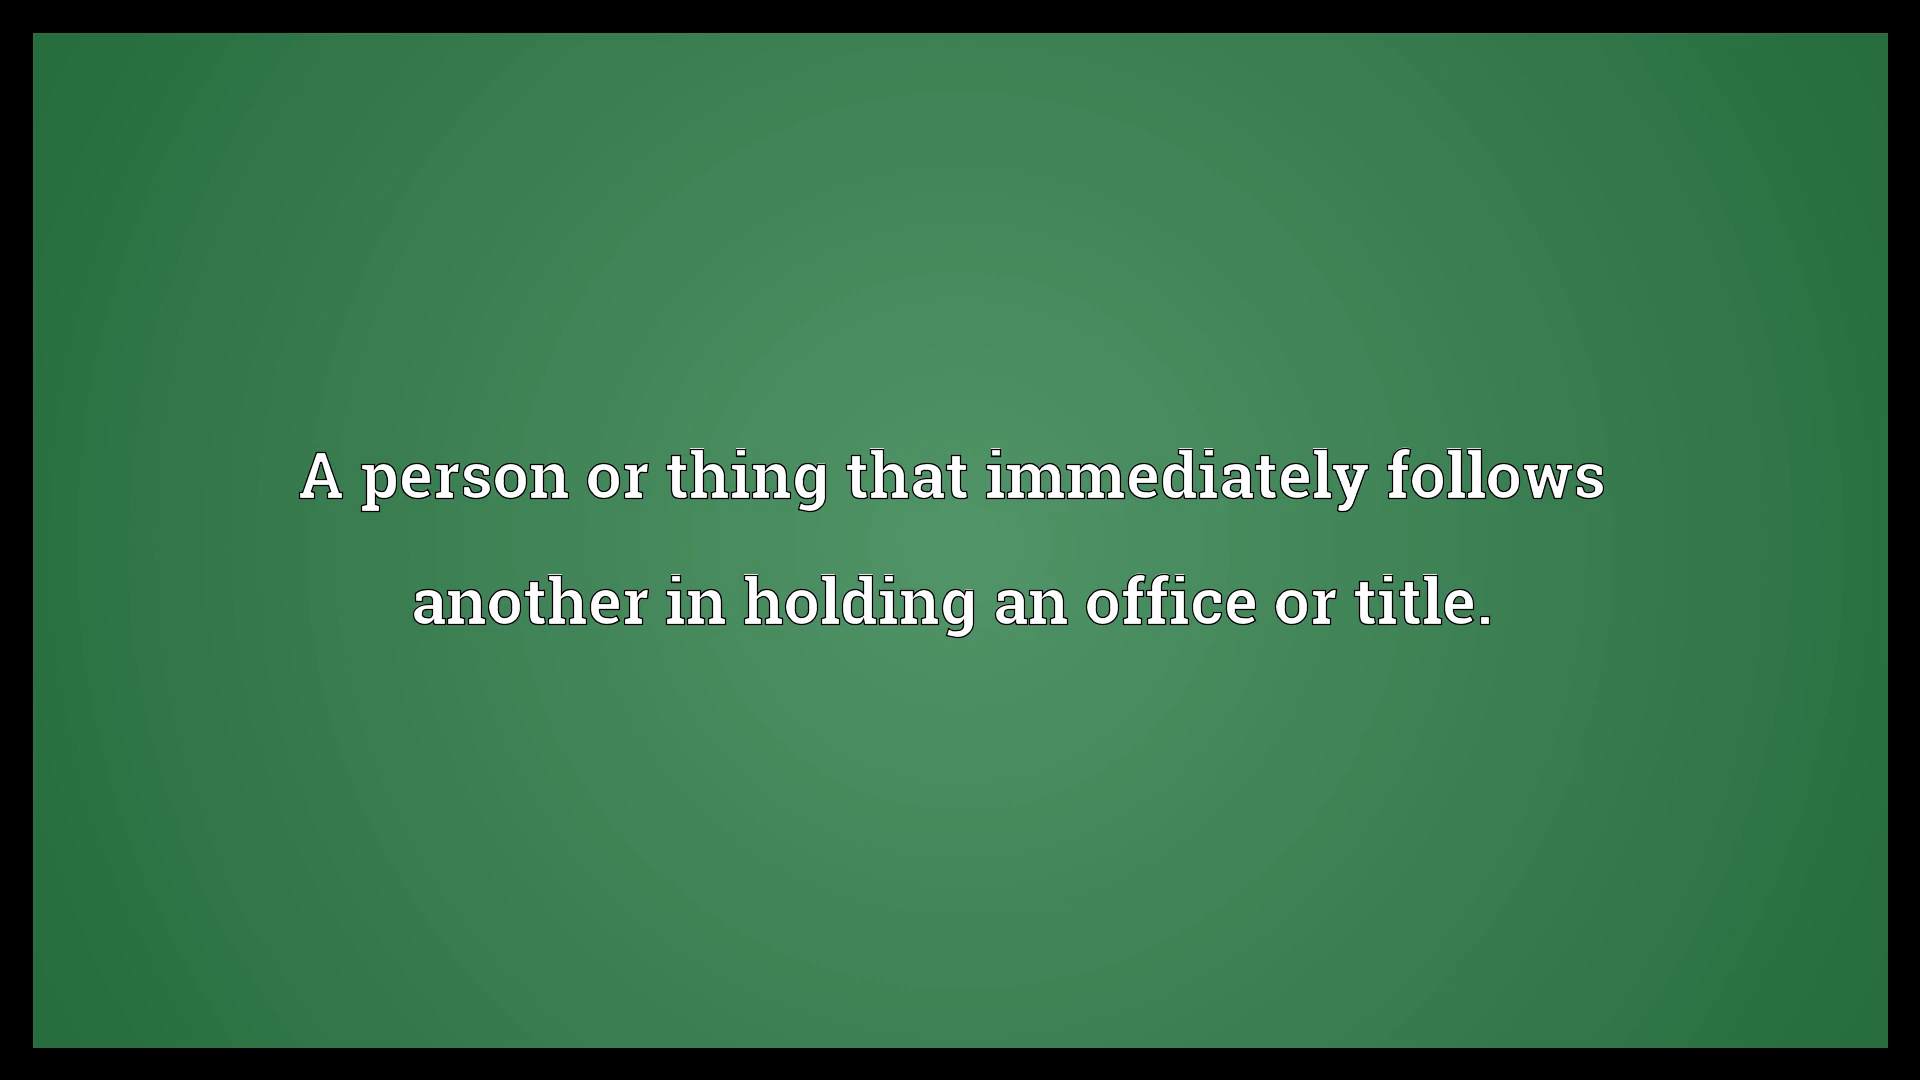 A person or thing that immediately follows
another in holding an office or title.